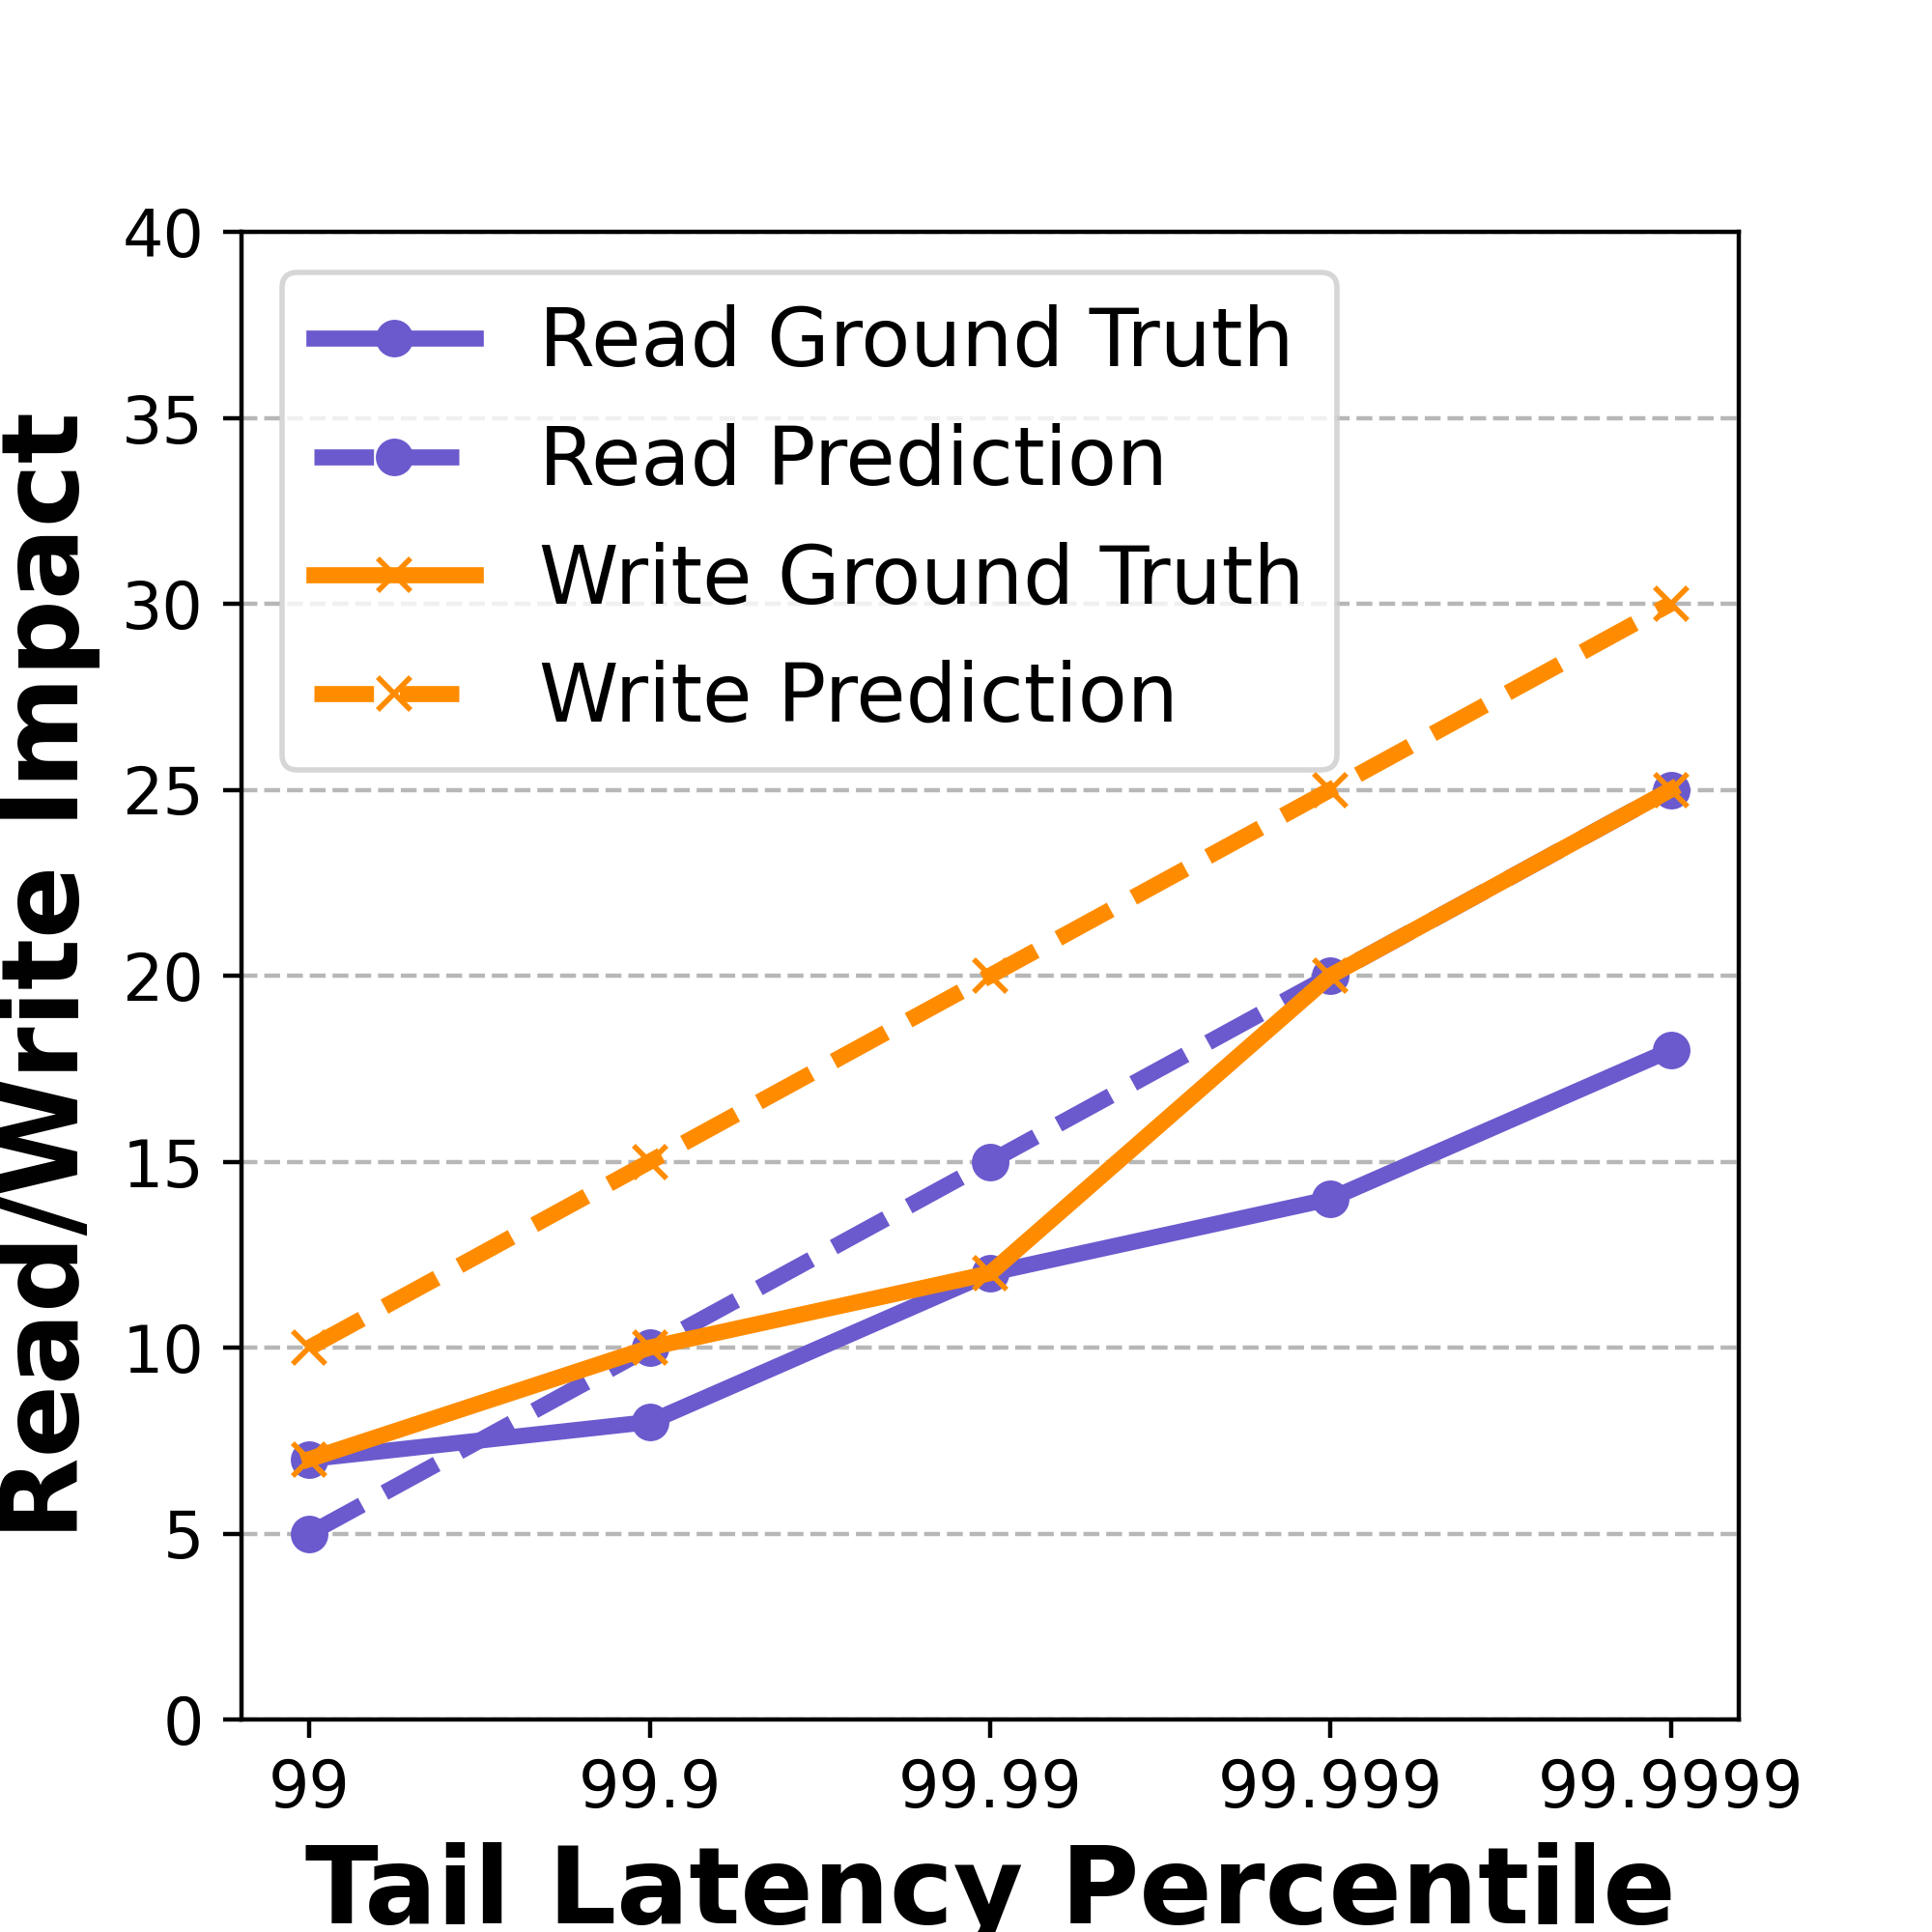 40
35
30
25
20
15
10
5
0
Read/Write Impact
Read Ground Truth
Read Prediction
Write Ground Truth
Write Prediction
99 99.9 99.99 99.999 99.9999
Tail Latency Percentile